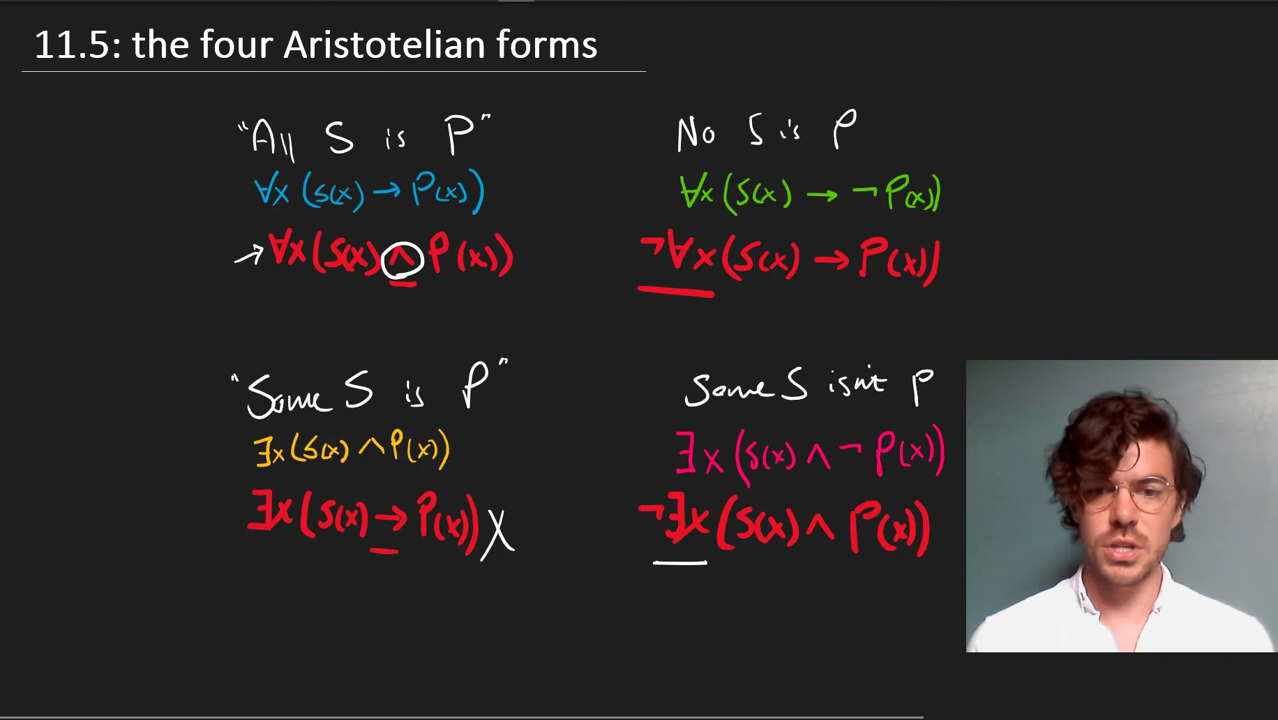 11.5: the four Aristotelian forms
"All S is P"
∀x(S(x) → P(x))
→ ∀x(S(x) ∧ P(x))
No S is P
∀x(S(x) → ¬P(x))
¬∀x(S(x) → P(x))
"Some S is P"
∃x(S(x) ∧ P(x))
∃x(S(x) → P(x)) X
Some S isn't P
∃x(S(x) ∧ ¬P(x))
¬∃x(S(x) ∧ P(x))